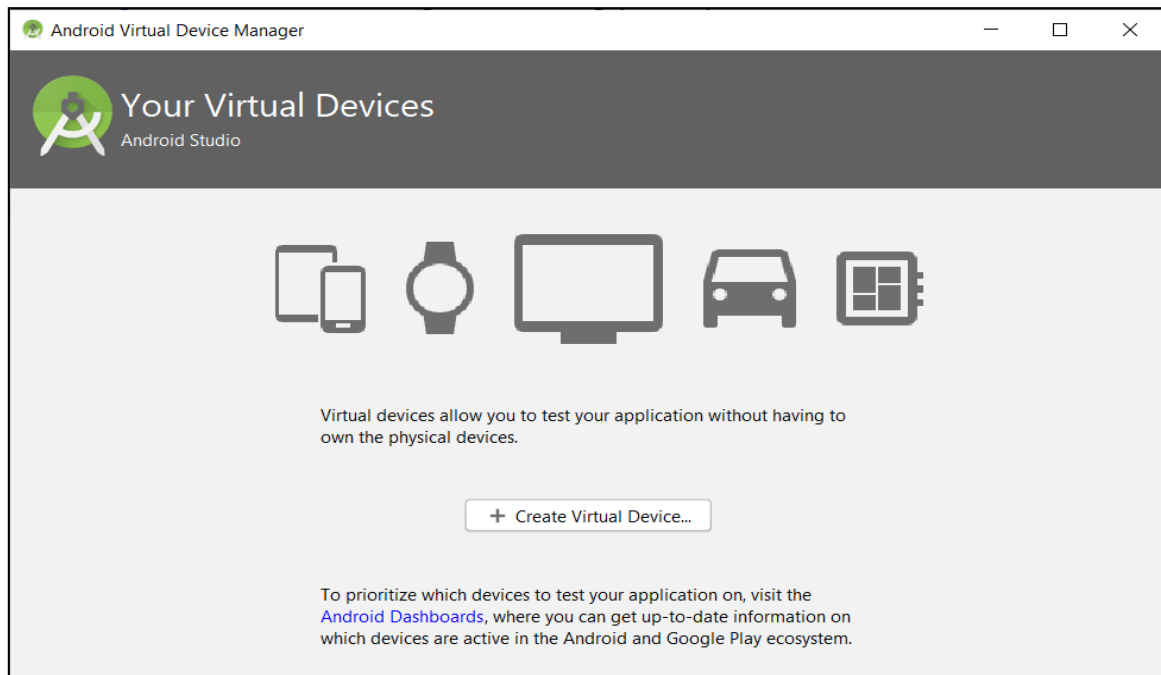 Android Virtual Device Manager
Your Virtual Devices
Android Studio
Virtual devices allow you to test your application without having to
own the physical devices.
+ Create Virtual Device...
To prioritize which devices to test your application on, visit the
Android Dashboards, where you can get up-to-date information on
which devices are active in the Android and Google Play ecosystem.